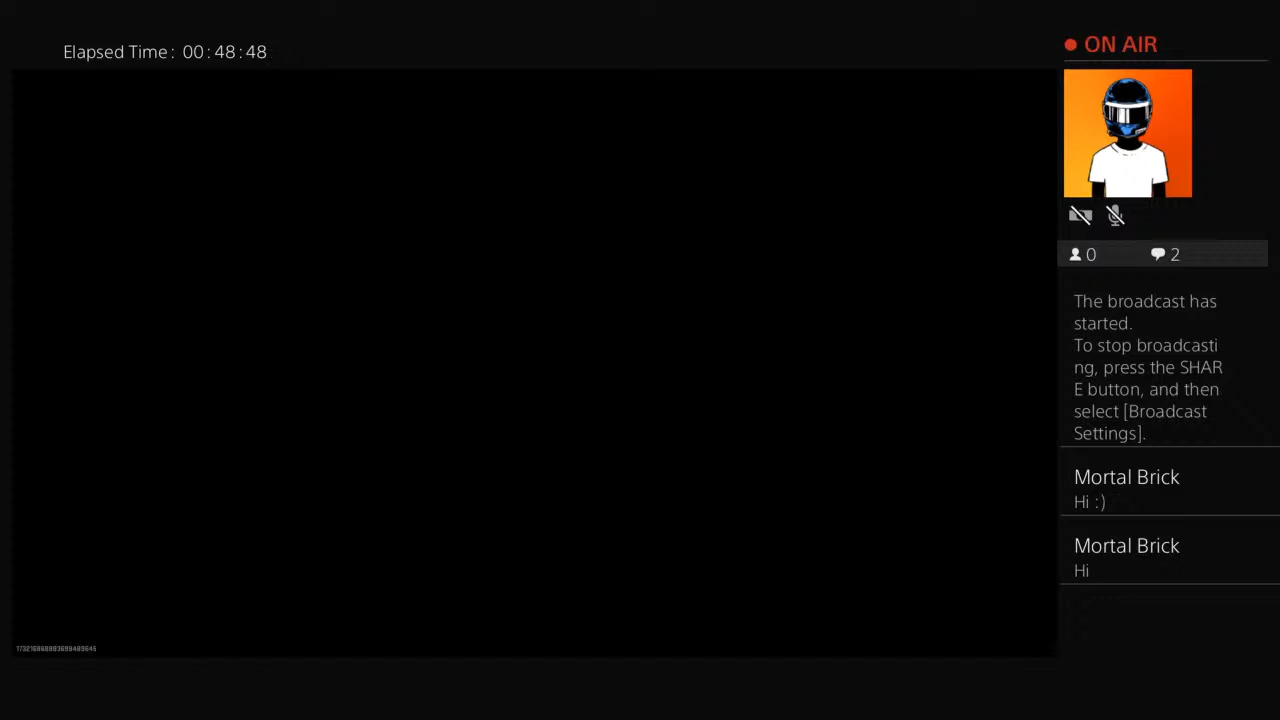 Elapsed Time: 00:48:48
ON AIR
0 2
The broadcast has
started.
To stop broadcasti
ng, press the SHAR
E button, and then
select [Broadcast
Settings].
Mortal Brick
Hi :)
Mortal Brick
Hi